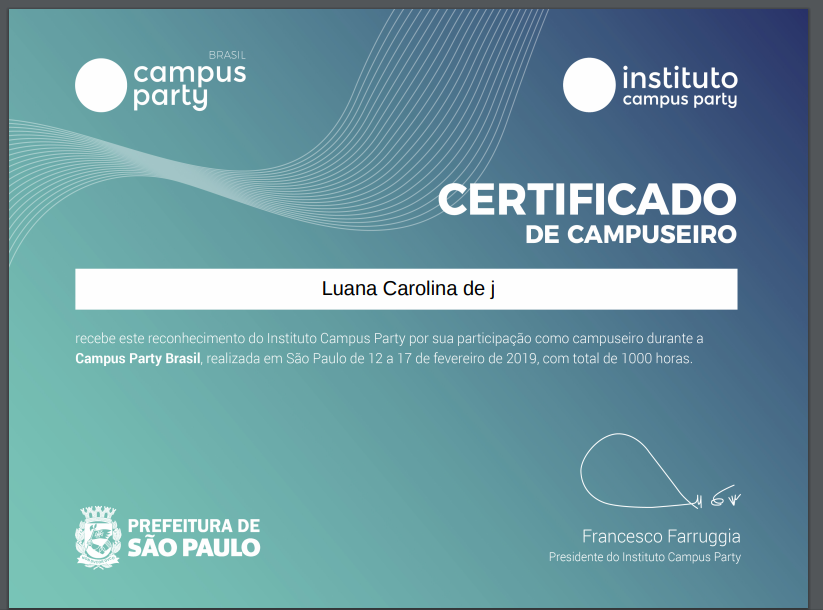 BRASIL
campus
party
instituto
campus party
CERTIFICADO
DE CAMPUSEIRO
Luana Carolina de j
recebe este reconhecimento do Instituto Campus Party por sua participação como campuseiro durante a
Campus Party Brasil, realizada em São Paulo de 12 a 17 de fevereiro de 2019, com total de 1000 horas.
PREFEITURA DE
SÃO PAULO
Francesco Farruggia
Presidente do Instituto Campus Party